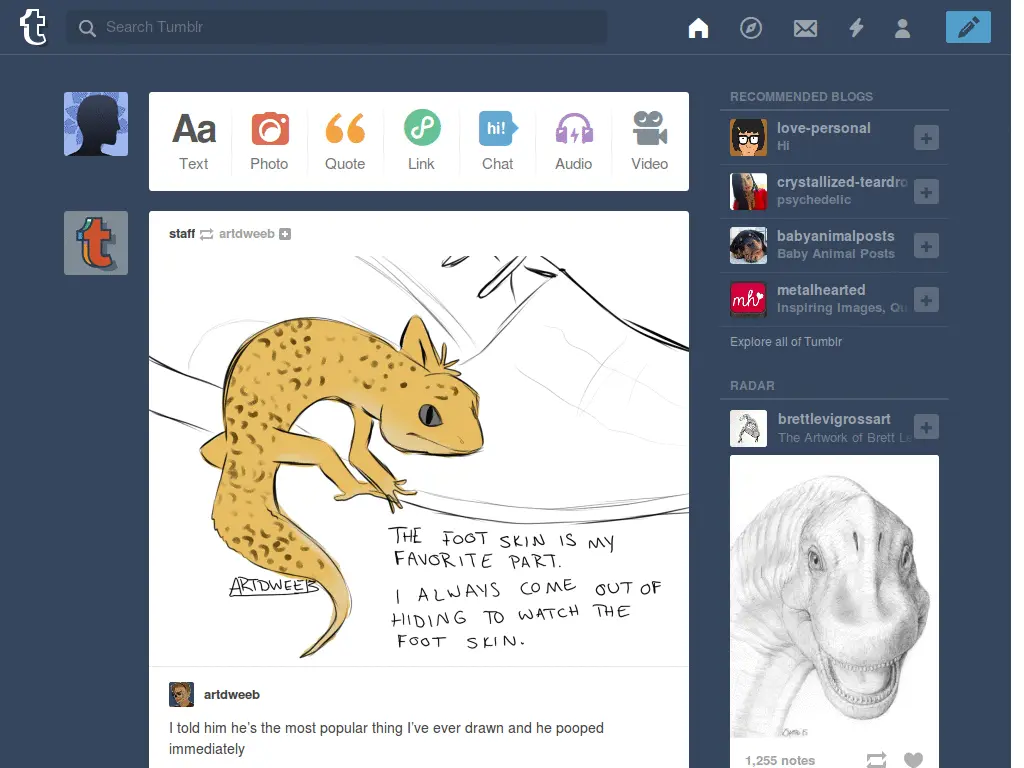 Search Tumblr
Aa
hi!
Text
Photo
Quote
Link
Chat
Audio
Video
staff artdweeb
THE FOOT SKIN IS MY
FAVORITE PART.
I ALWAYS COME OUT OF
HIDING TO WATCH THE
FOOT SKIN.
ARTDWEEB
artdweeb
I told him he's the most popular thing I've ever drawn and he pooped
immediately
RECOMMENDED BLOGS
love-personal
Hi
crystallized-teardro
psychedelic
babyanimalposts
Baby Animal Posts
mh
metalhearted
Inspiring Images, Qu
Explore all of Tumblr
RADAR
brettlevigrossart
The Artwork of Brett Le
1,255 notes